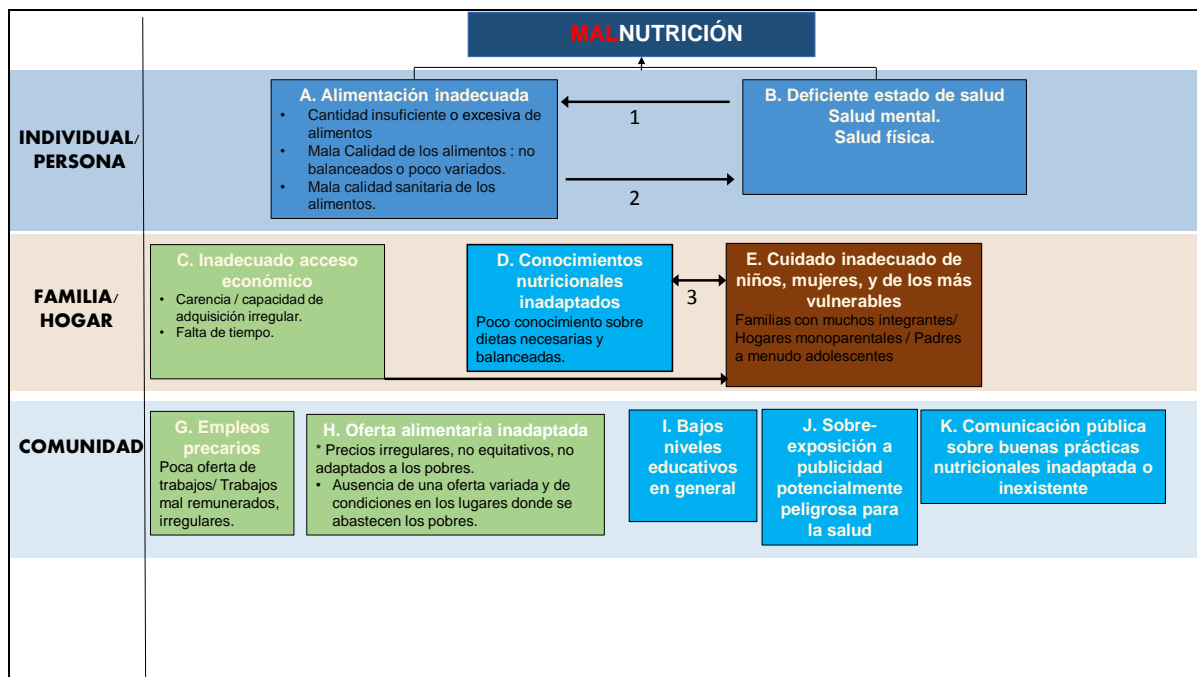 MALNUTRICIÓN
INDIVIDUAL/
PERSONA
A. Alimentación inadecuada
• Cantidad insuficiente o excesiva de
alimentos
• Mala Calidad de los alimentos : no
balanceados o poco variados.
• Mala calidad sanitaria de los
alimentos.
1
2
B. Deficiente estado de salud
Salud mental.
Salud física.
FAMILIA/
HOGAR
C. Inadecuado acceso
económico
• Carencia / capacidad de
adquisición irregular.
• Falta de tiempo.
D. Conocimientos
nutricionales
inadaptados
Poco conocimiento sobre
dietas necesarias y
balanceadas.
3
E. Cuidado inadecuado de
niños, mujeres, y de los más
vulnerables
Familias con muchos integrantes/
Hogares monoparentales / Padres
a menudo adolescentes
COMUNIDAD
G. Empleos
precarios
Poca oferta de
trabajos/ Trabajos
mal remunerados,
irregulares.
H. Oferta alimentaria inadaptada
* Precios irregulares, no equitativos, no
adaptados a los pobres.
• Ausencia de una oferta variada y de
condiciones en los lugares donde se
abastecen los pobres.
I. Bajos
niveles
educativos
en general
J. Sobre-
exposición a
publicidad
potencialmente
peligrosa para
la salud
K. Comunicación pública
sobre buenas prácticas
nutricionales inadaptada o
inexistente